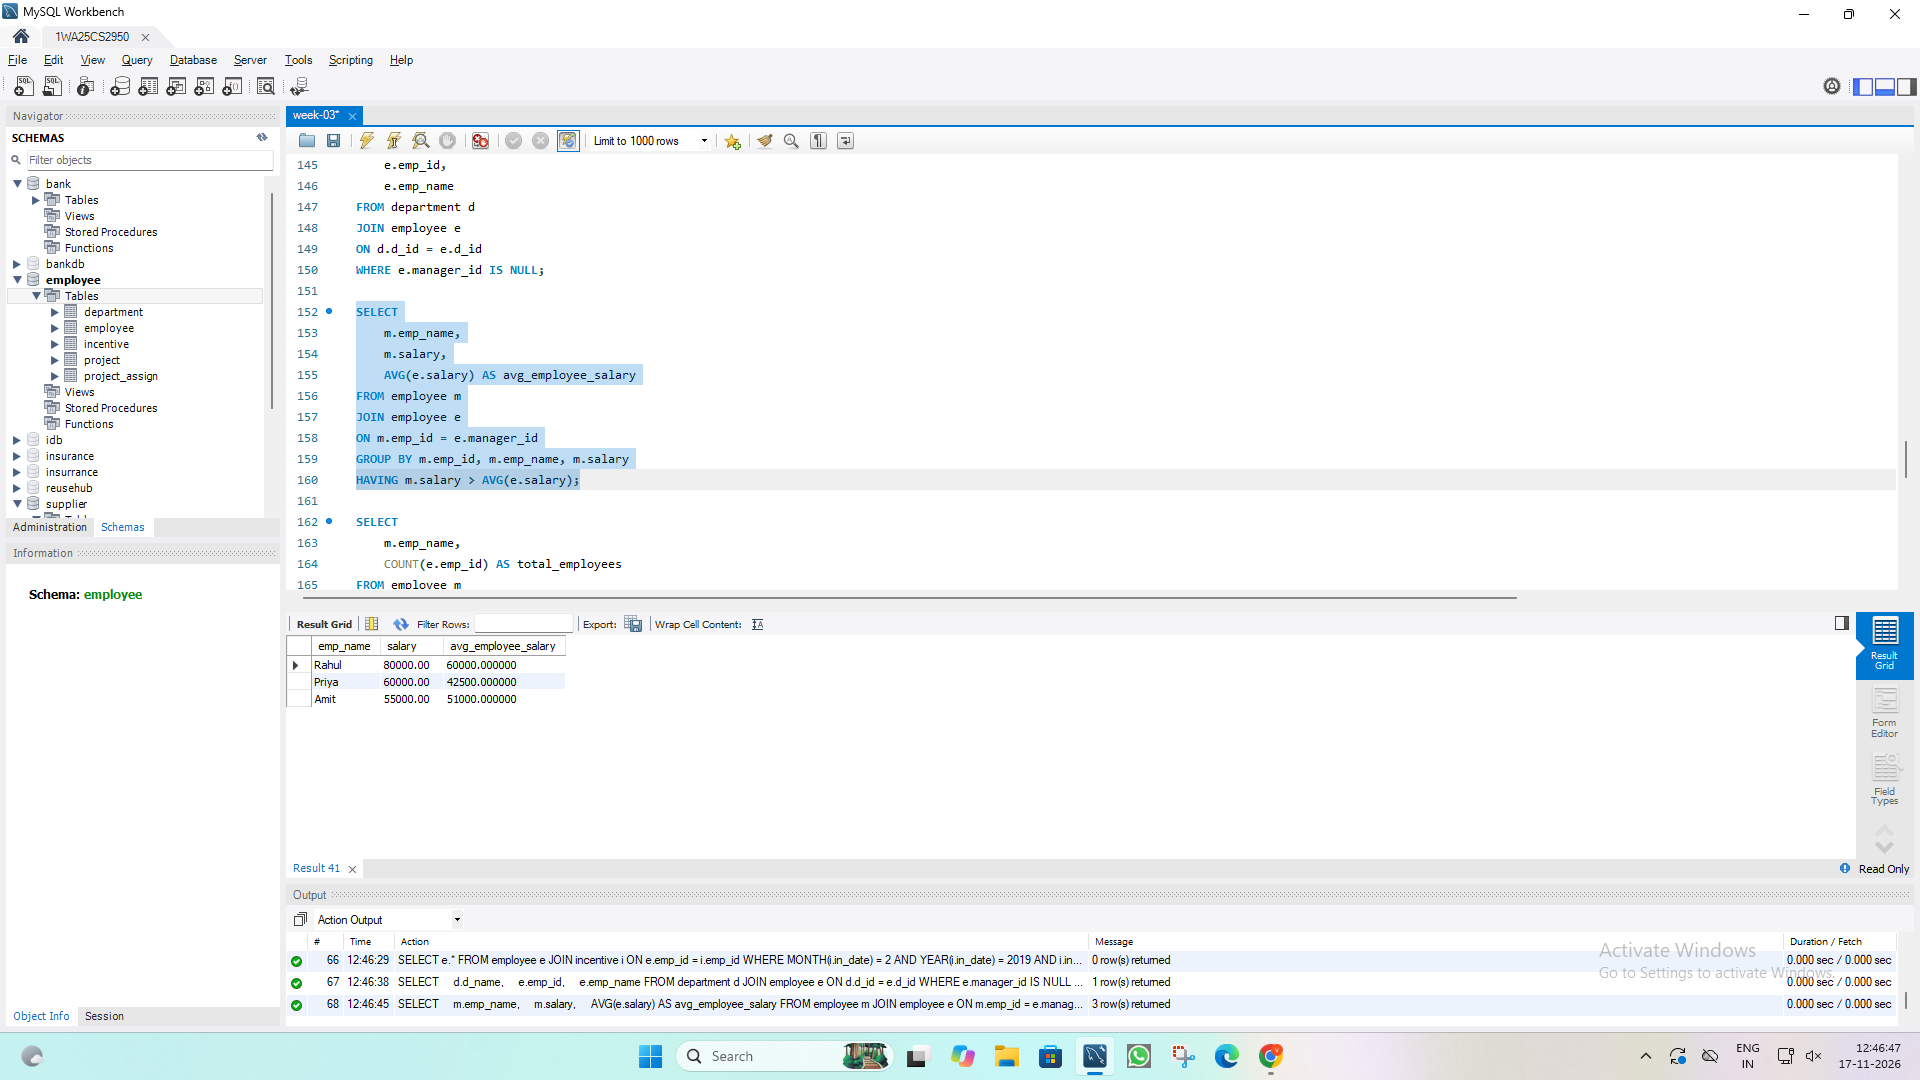 MySQL Workbench
1WA25CS2950
File Edit View Query Database Server Tools Scripting Help
Navigator
SCHEMAS
Filter objects
bank
Tables
Views
Stored Procedures
Functions
bankdb
employee
Tables
department
employee
incentive
project
project_assign
Views
Stored Procedures
Functions
idb
insurance
insurrance
reusehub
supplier
Administration Schemas
Information
Schema: employee
Object Info Session
week-03*
Limit to 1000 rows
145 e.emp_id,
146 e.emp_name
147 FROM department d
148 JOIN employee e
149 ON d.d_id = e.d_id
150 WHERE e.manager_id IS NULL;
151
152 SELECT
153 m.emp_name,
154 m.salary,
155 AVG(e.salary) AS avg_employee_salary
156 FROM employee m
157 JOIN employee e
158 ON m.emp_id = e.manager_id
159 GROUP BY m.emp_id, m.emp_name, m.salary
160 HAVING m.salary > AVG(e.salary);
161
162 SELECT
163 m.emp_name,
164 COUNT(e.emp_id) AS total_employees
165 FROM employee m
Result Grid Filter Rows: Export: Wrap Cell Content:
emp_name salary avg_employee_salary
Rahul 80000.00 60000.000000
Priya 60000.00 42500.000000
Amit 55000.00 51000.000000
Result Grid
Form Editor
Field Types
Result 41
Read Only
Output
Action Output
# Time Action Message Duration / Fetch
66 12:46:29 SELECT e.* FROM employee e JOIN incentive i ON e.emp_id = i.emp_id WHERE MONTH(i.in_date) = 2 AND YEAR(i.in_date) = 2019 AND i.in... 0 row(s) returned 0.000 sec / 0.000 sec
67 12:46:38 SELECT d.d_name, e.emp_id, e.emp_name FROM department d JOIN employee e ON d.d_id = e.d_id WHERE e.manager_id IS NULL ... 1 row(s) returned 0.000 sec / 0.000 sec
68 12:46:45 SELECT m.emp_name, m.salary, AVG(e.salary) AS avg_employee_salary FROM employee m JOIN employee e ON m.emp_id = e.manag... 3 row(s) returned 0.000 sec / 0.000 sec
Activate Windows
Go to Settings to activate Windows.
Search
ENG
IN
12:46:47
17-11-2026